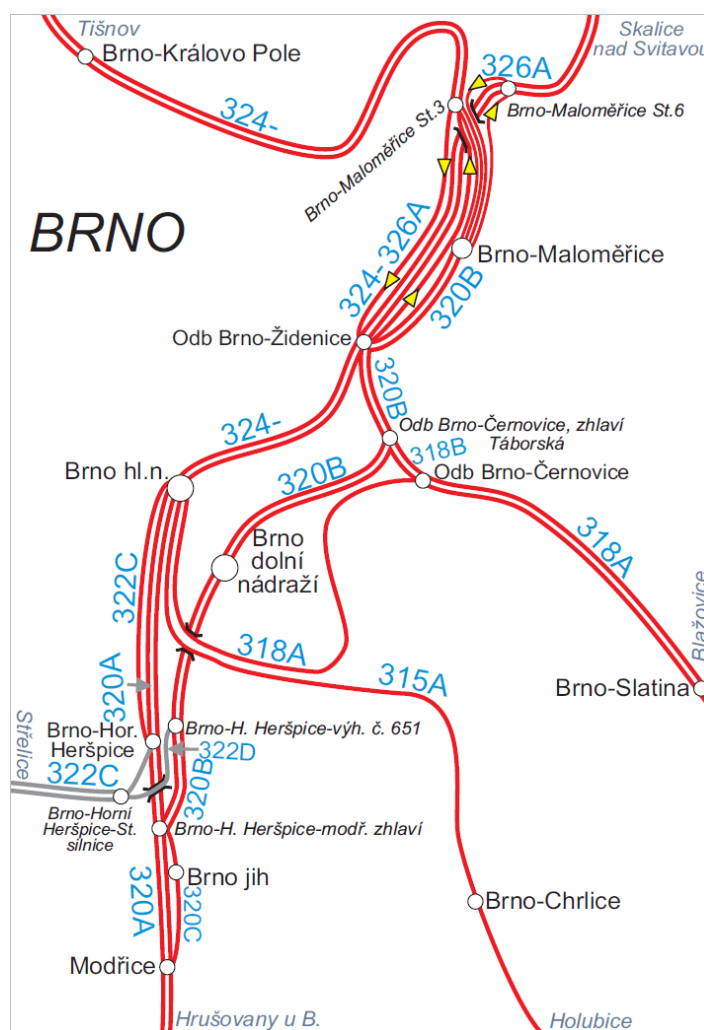 Tišnov
Skalice
nad Svitavou
Brno-Královo Pole
326A
Brno-Maloměřice St.6
324-
Brno-Maloměřice St.3
BRNO
324- 326A
Brno-Maloměřice
320B
Odb Brno-Židenice
320B
324-
Odb Brno-Černovice, zhlaví
Táborská
318B
Brno hl.n.
320B
Odb Brno-Černovice
Brno
dolní
nádraží
322C
318A
Blažovice
318A
315A
320A
Brno-Slatina
Střelice
Brno-Hor.
Heršpice
Brno-H. Heršpice-výh. č. 651
322D
322C
320B
Brno-Horní
Heršpice-St.
silnice
Brno-H. Heršpice-modř. zhlaví
Brno jih
320A
320C
Brno-Chrlice
Modřice
Hrušovany u B.
Holubice